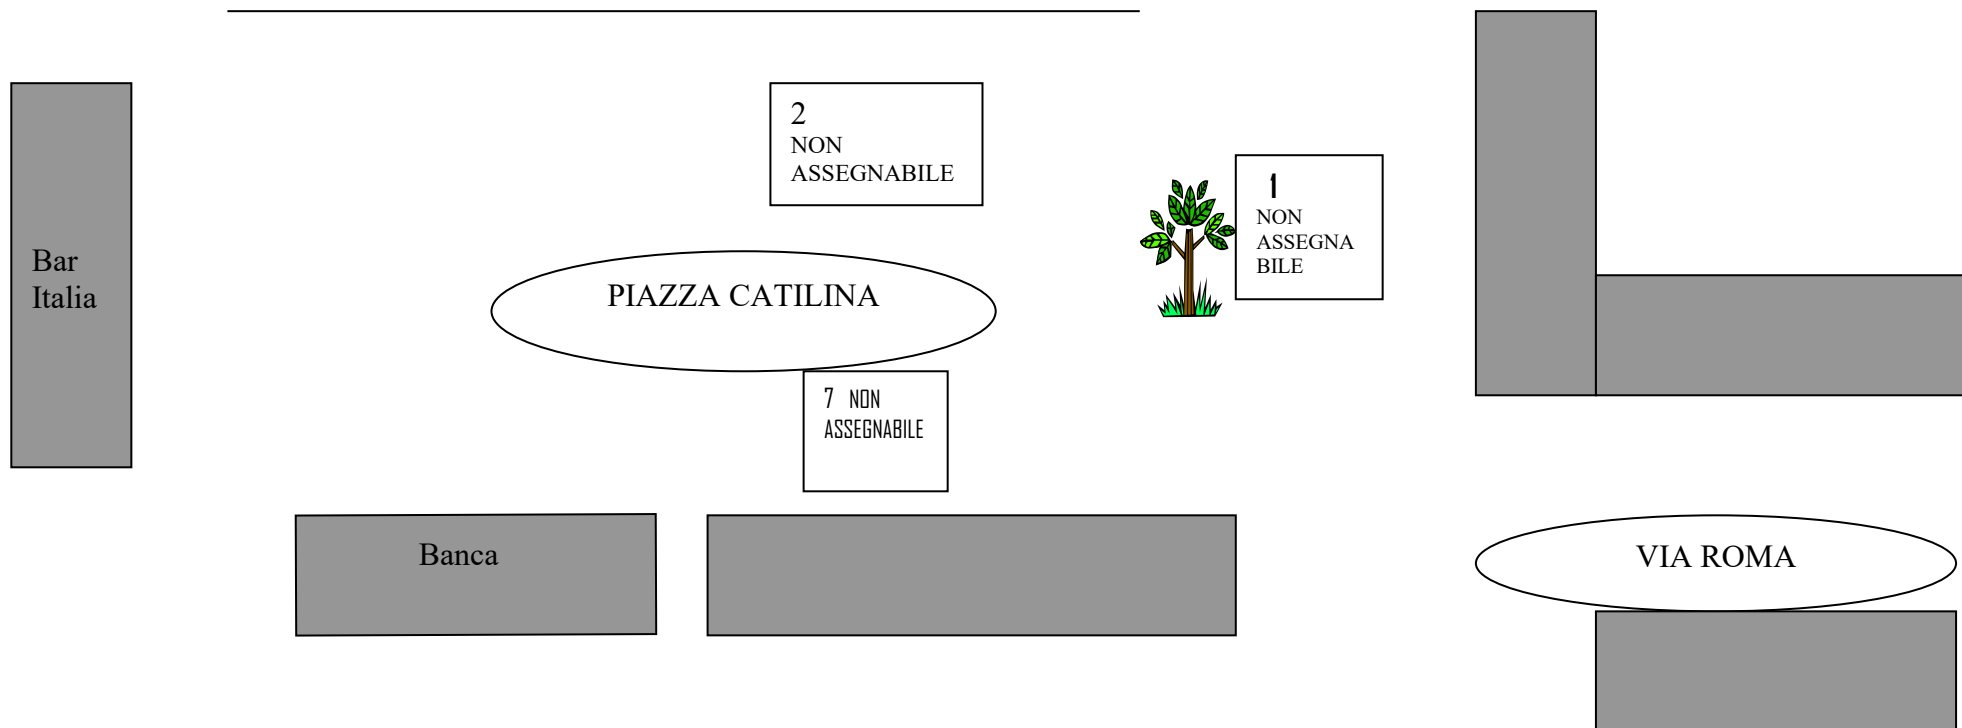 2
NON
ASSEGNABILE
1
NON
ASSEGNA
BILE
Bar
Italia
PIAZZA CATILINA
7 NON
ASSEGNABILE
Banca
VIA ROMA